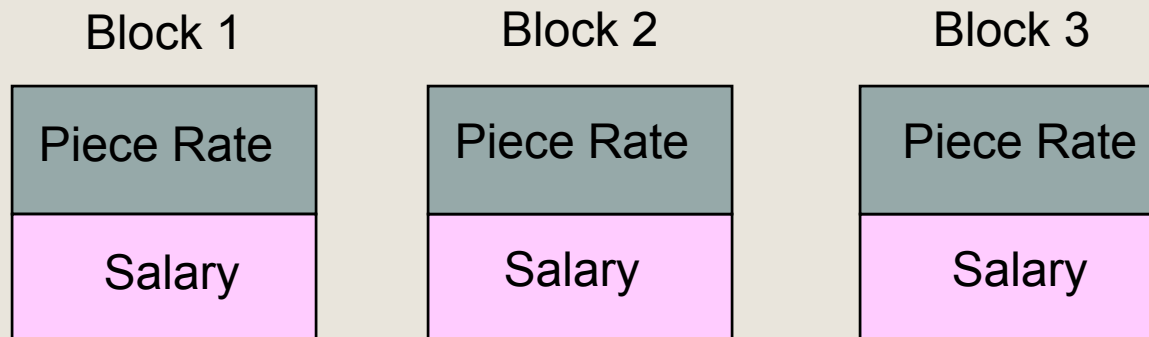 Block 1
Block 2
Block 3
Piece Rate
Piece Rate
Piece Rate
Salary
Salary
Salary